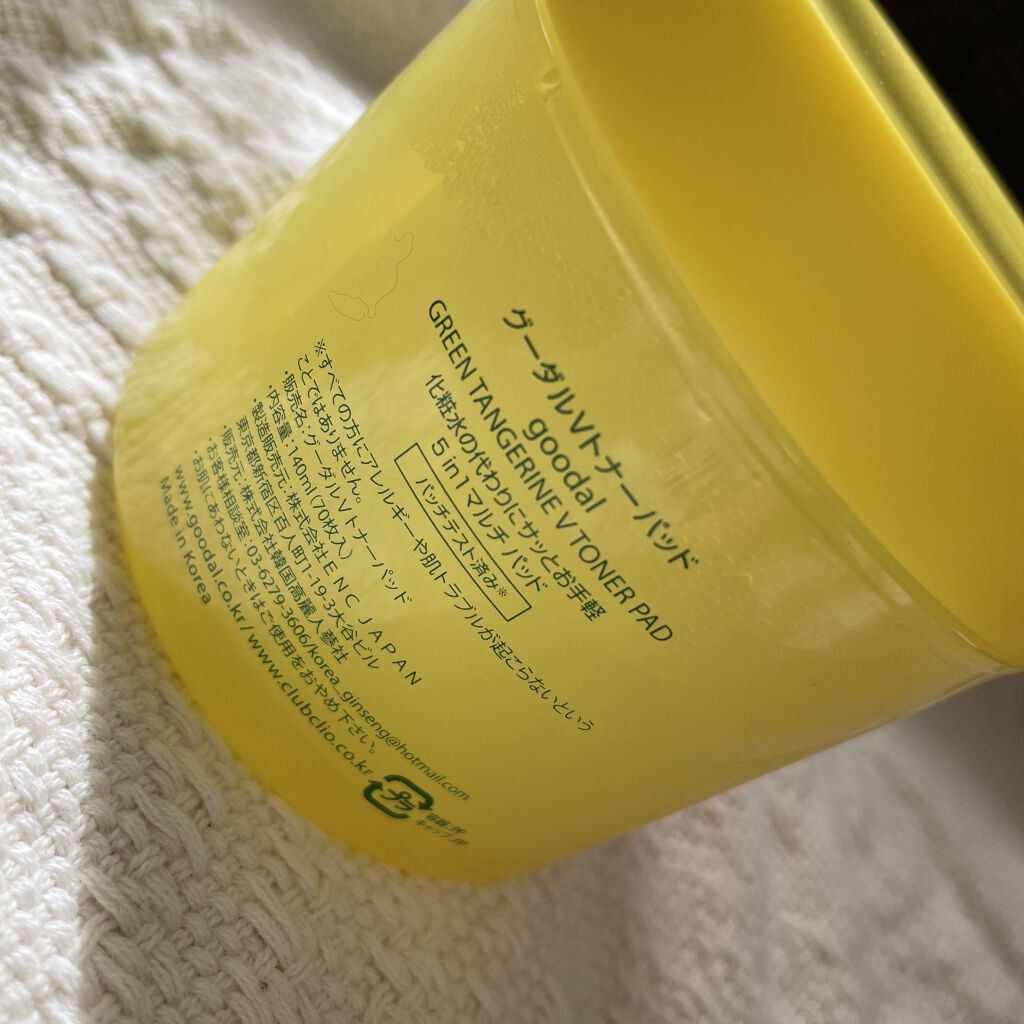 グーダルVトナーパッド
goodal
GREEN TANGERINE V TONER PAD
化粧水の代わりにサッとお手軽
5 in 1 マルチパッド
パッチテスト済み※
※すべての方にアレルギーや肌トラブルが起こらないという
ことではありません。
・販売名:グーダルVトナーパッド
・内容量:140ml(70枚入)
・製造販売元:株式会社ENC JAPAN
東京都新宿区百人町1-19-3大谷ビル
・販売元:株式会社韓国高麗人蔘社
・お客様相談室:03-6279-3606/korea_ginseng@hotmail.com
・お肌にあわないときはご使用をおやめ下さい。
www.goodal.co.kr/www.clubclio.co.kr
Made in Korea
プラ
容器:PP
キャップ:PP